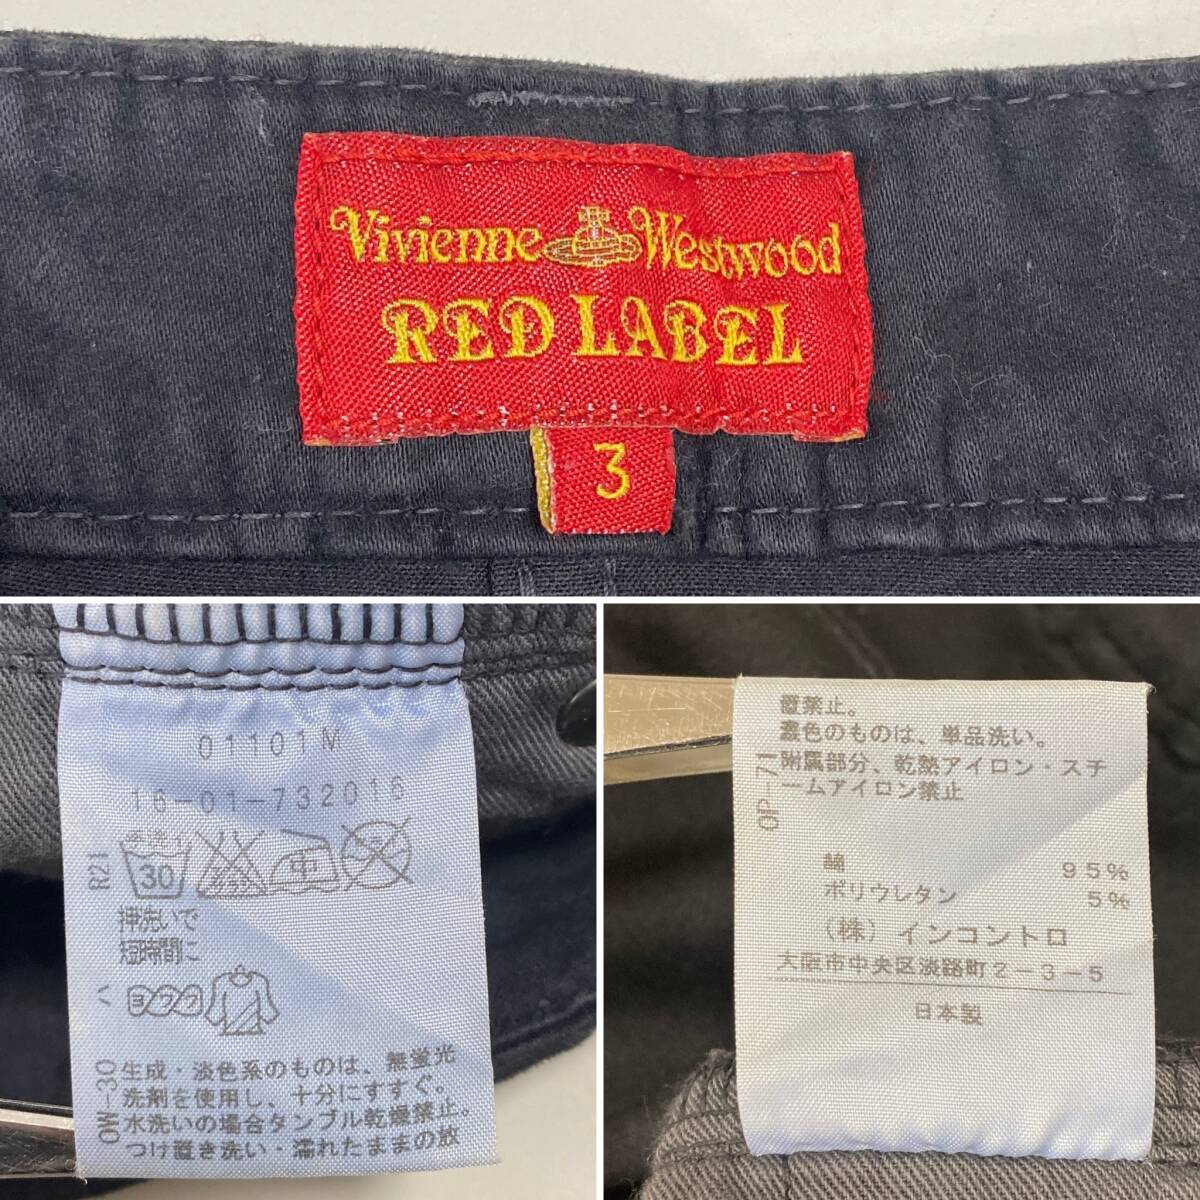 Vivienne Westwood
RED LABEL
3
01101M
16-01-732016
R21
30
中
押洗いで
短時間に
ヨワク
OW-30
生成・淡色系のものは、無蛍光
洗剤を使用し、十分にすすぐ。
水洗いの場合タンブル乾燥禁止。
つけ置き洗い・濡れたままの放
置禁止。
濃色のものは、単品洗い。
附属部分、乾熱アイロン・スチ
ームアイロン禁止
OP-71
綿 95%
ポリウレタン 5%
(株)インコントロ
大阪市中央区淡路町2-3-5
日本製